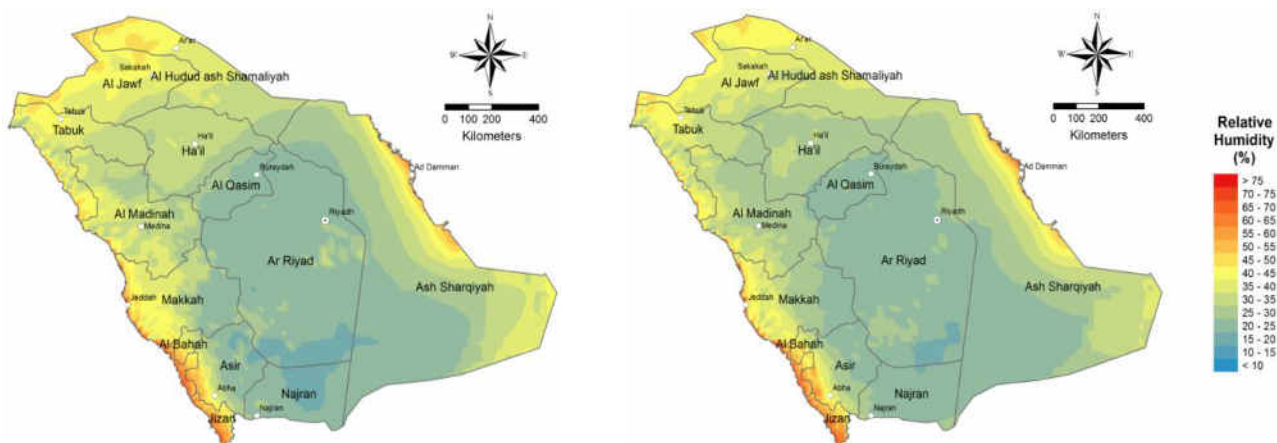 N
W E
S
0 100 200 400
Kilometers
Ar'ar
Sakakah
Al Jawf
Al Hudud ash Shamaliyah
Tabuk
Tabuk
Ha'il
Ha'il
Buraydah
Al Qasim
Ad Damman
Al Madinah
Medina
Riyadh
Ar Riyad
Ash Sharqiyah
Jeddah
Makkah
Al Bahah
Asir
Abha
Najran
Najran
Jizan
N
W E
S
0 100 200 400
Kilometers
Ar'ar
Sakakah
Al Jawf
Al Hudud ash Shamaliyah
Tabuk
Tabuk
Ha'il
Ha'il
Buraydah
Al Qasim
Ad Damman
Al Madinah
Medina
Riyadh
Ar Riyad
Ash Sharqiyah
Jeddah
Makkah
Al Bahah
Asir
Abha
Najran
Najran
Jizan
Relative
Humidity
(%)
> 75
70 - 75
65 - 70
60 - 65
55 - 60
50 - 55
45 - 50
40 - 45
35 - 40
30 - 35
25 - 30
20 - 25
15 - 20
10 - 15
< 10